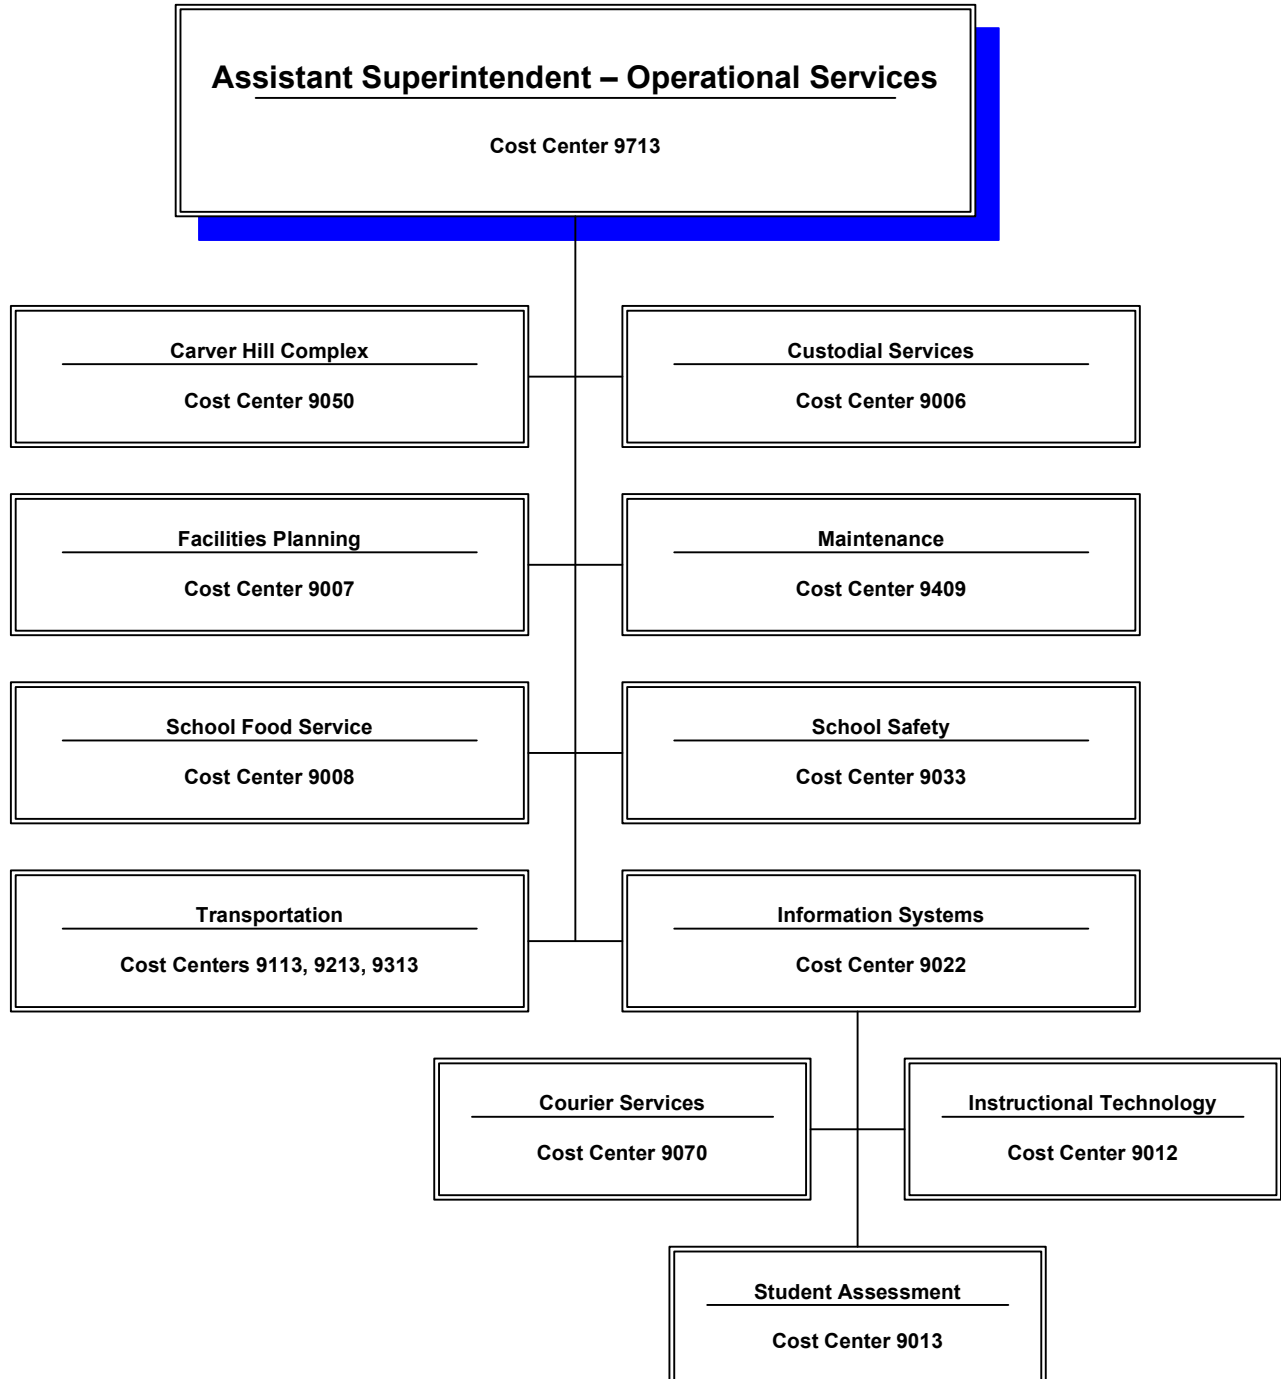 Assistant Superintendent – Operational Services
Cost Center 9713
Carver Hill Complex
Cost Center 9050
Custodial Services
Cost Center 9006
Facilities Planning
Cost Center 9007
Maintenance
Cost Center 9409
School Food Service
Cost Center 9008
School Safety
Cost Center 9033
Transportation
Cost Centers 9113, 9213, 9313
Information Systems
Cost Center 9022
Courier Services
Cost Center 9070
Instructional Technology
Cost Center 9012
Student Assessment
Cost Center 9013